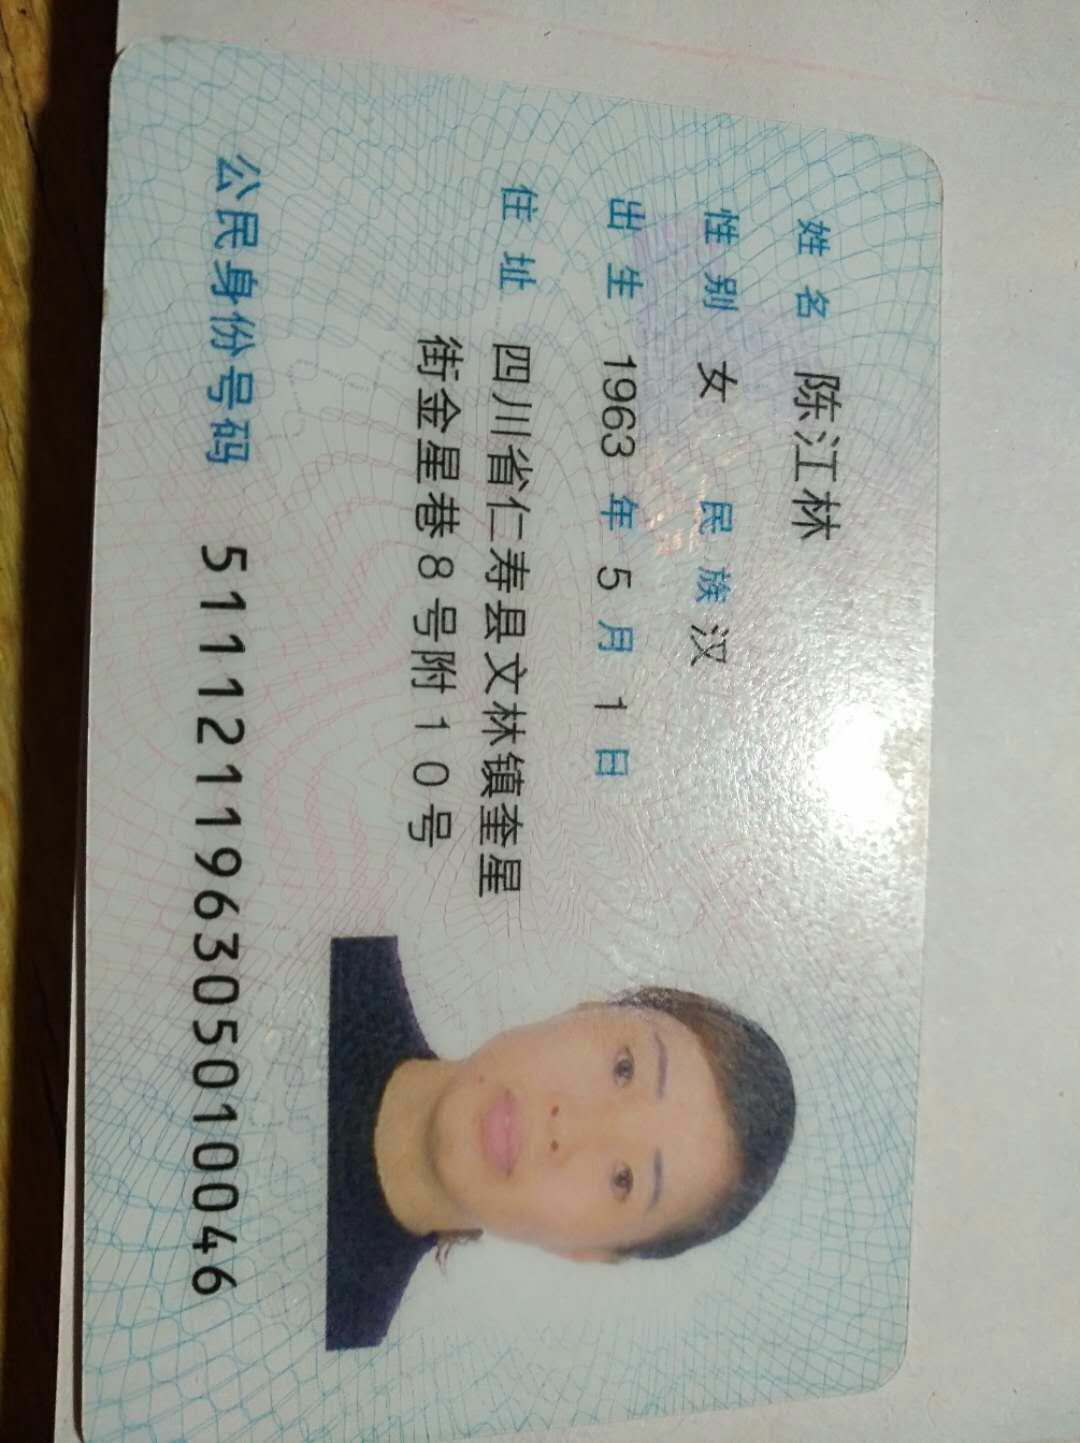 姓名 陈江林
性别 女 民族 汉
出生 1963 年 5 月 1 日
住址 四川省仁寿县文林镇奎星
街金星巷8号附10号
公民身份号码 511121196305010046